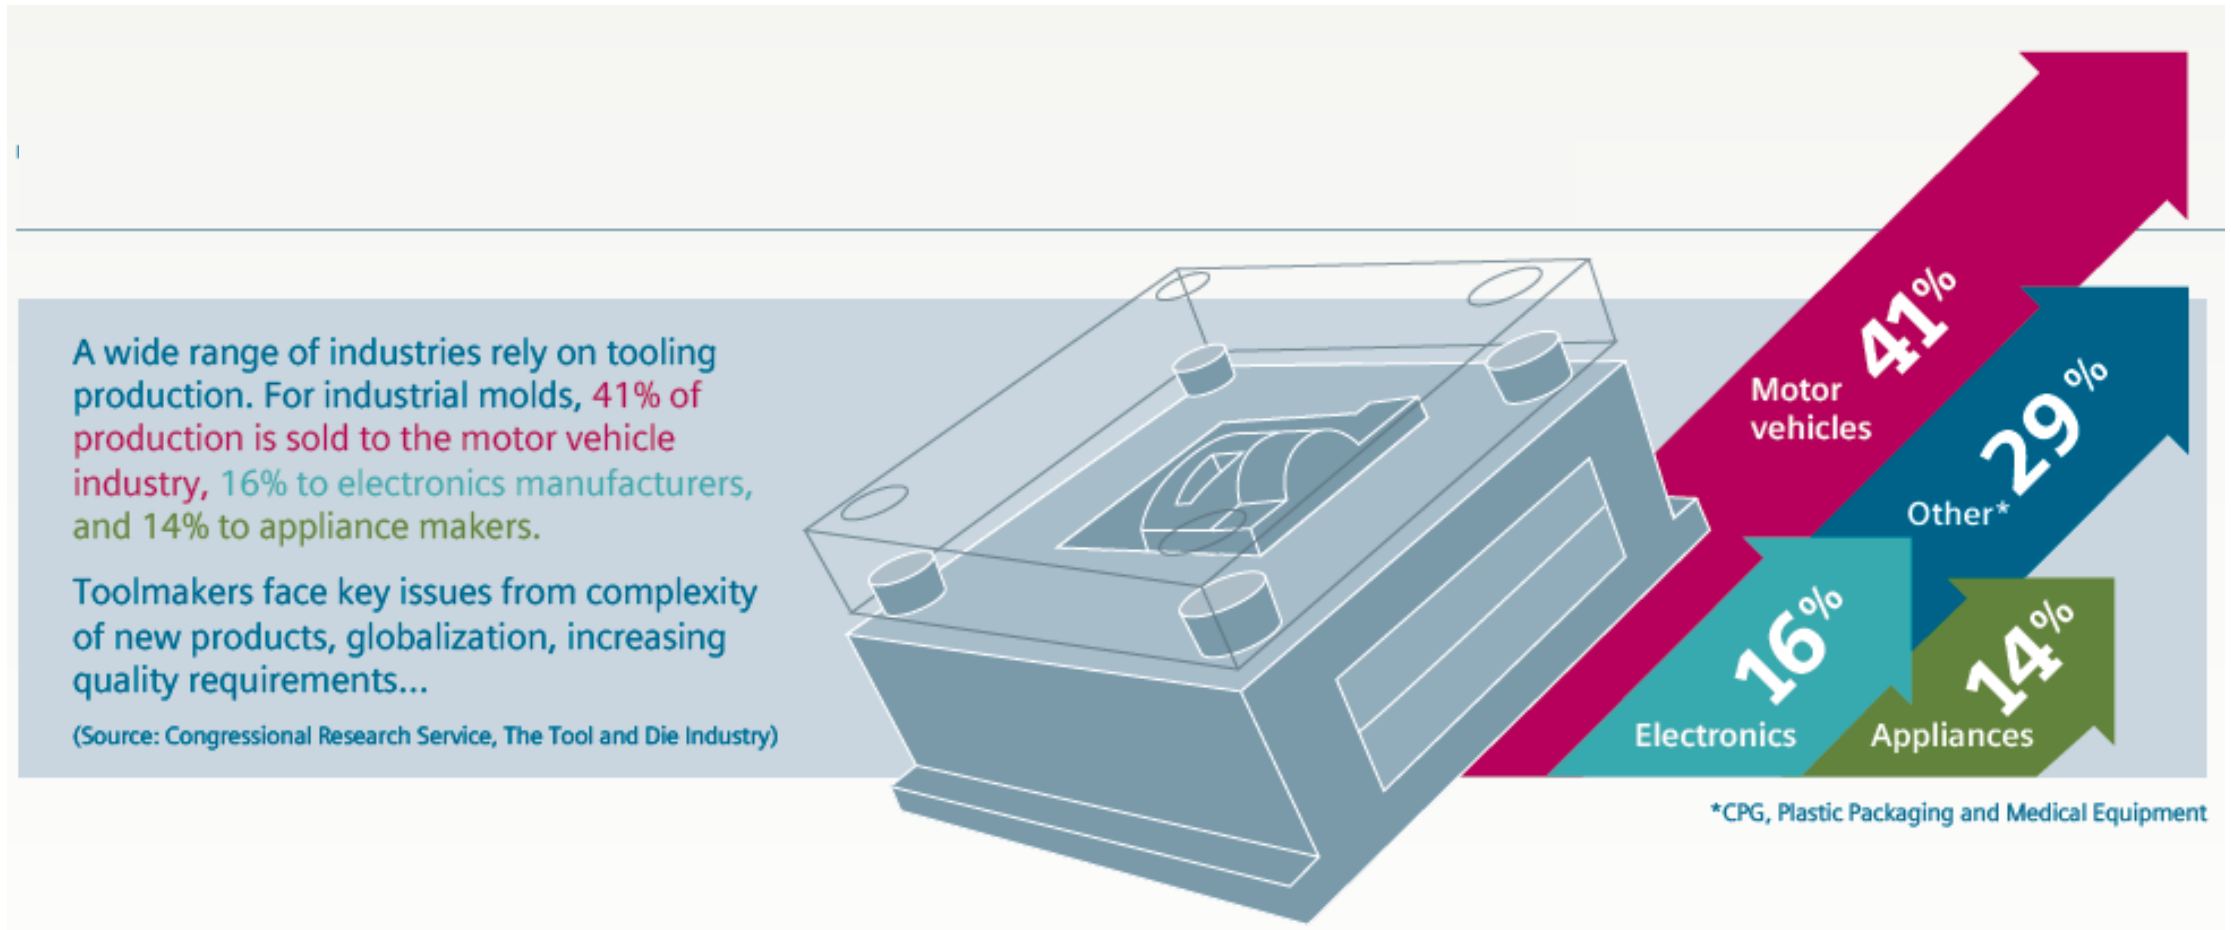 A wide range of industries rely on tooling
production. For industrial molds, 41% of
production is sold to the motor vehicle
industry, 16% to electronics manufacturers,
and 14% to appliance makers.
Toolmakers face key issues from complexity
of new products, globalization, increasing
quality requirements...
(Source: Congressional Research Service, The Tool and Die Industry)
41%
Motor
vehicles
29%
Other*
16%
Electronics
14%
Appliances
*CPG, Plastic Packaging and Medical Equipment